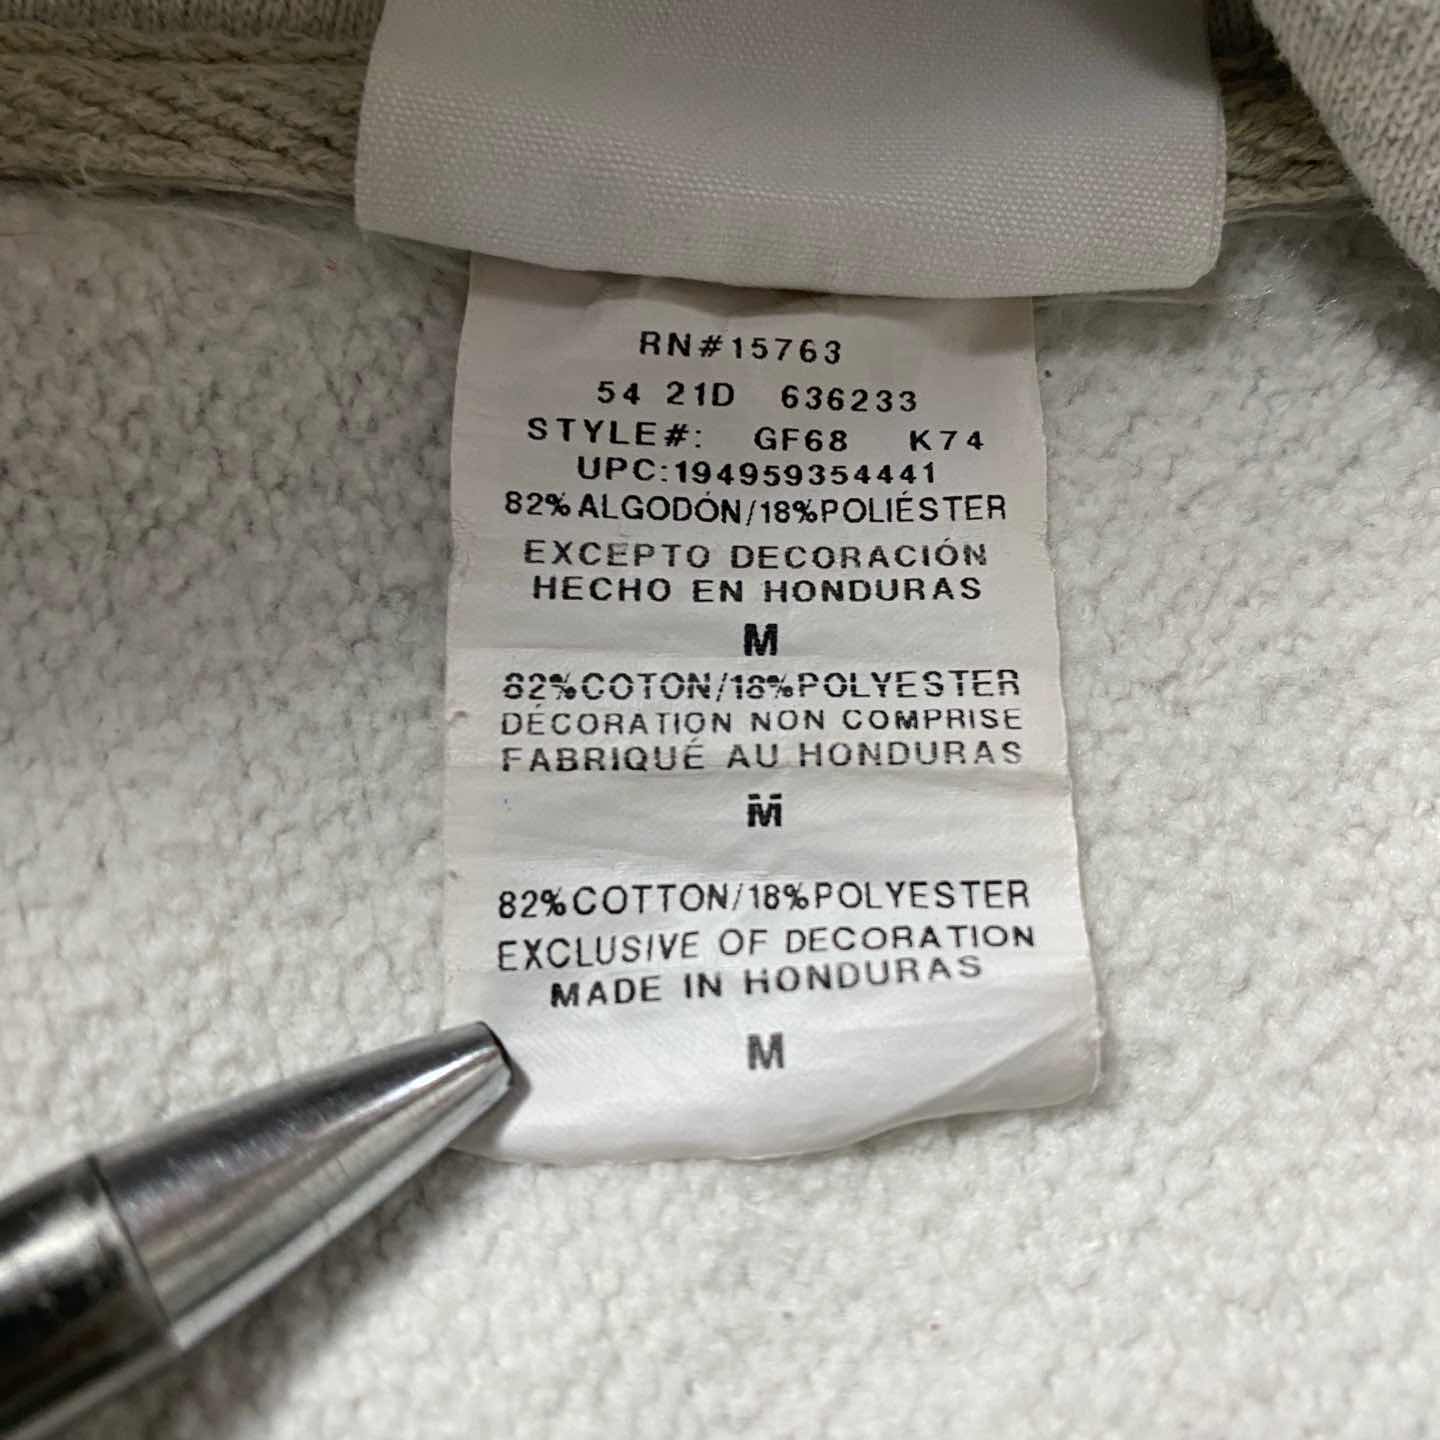 RN#15763
54 21D 636233
STYLE#: GF68 K74
UPC:194959354441
82%ALGODÓN/18%POLIÉSTER
EXCEPTO DECORACIÓN
HECHO EN HONDURAS
M
82%COTON/18%POLYESTER
DÉCORATION NON COMPRISE
FABRIQUÉ AU HONDURAS
M
82%COTTON/18%POLYESTER
EXCLUSIVE OF DECORATION
MADE IN HONDURAS
M